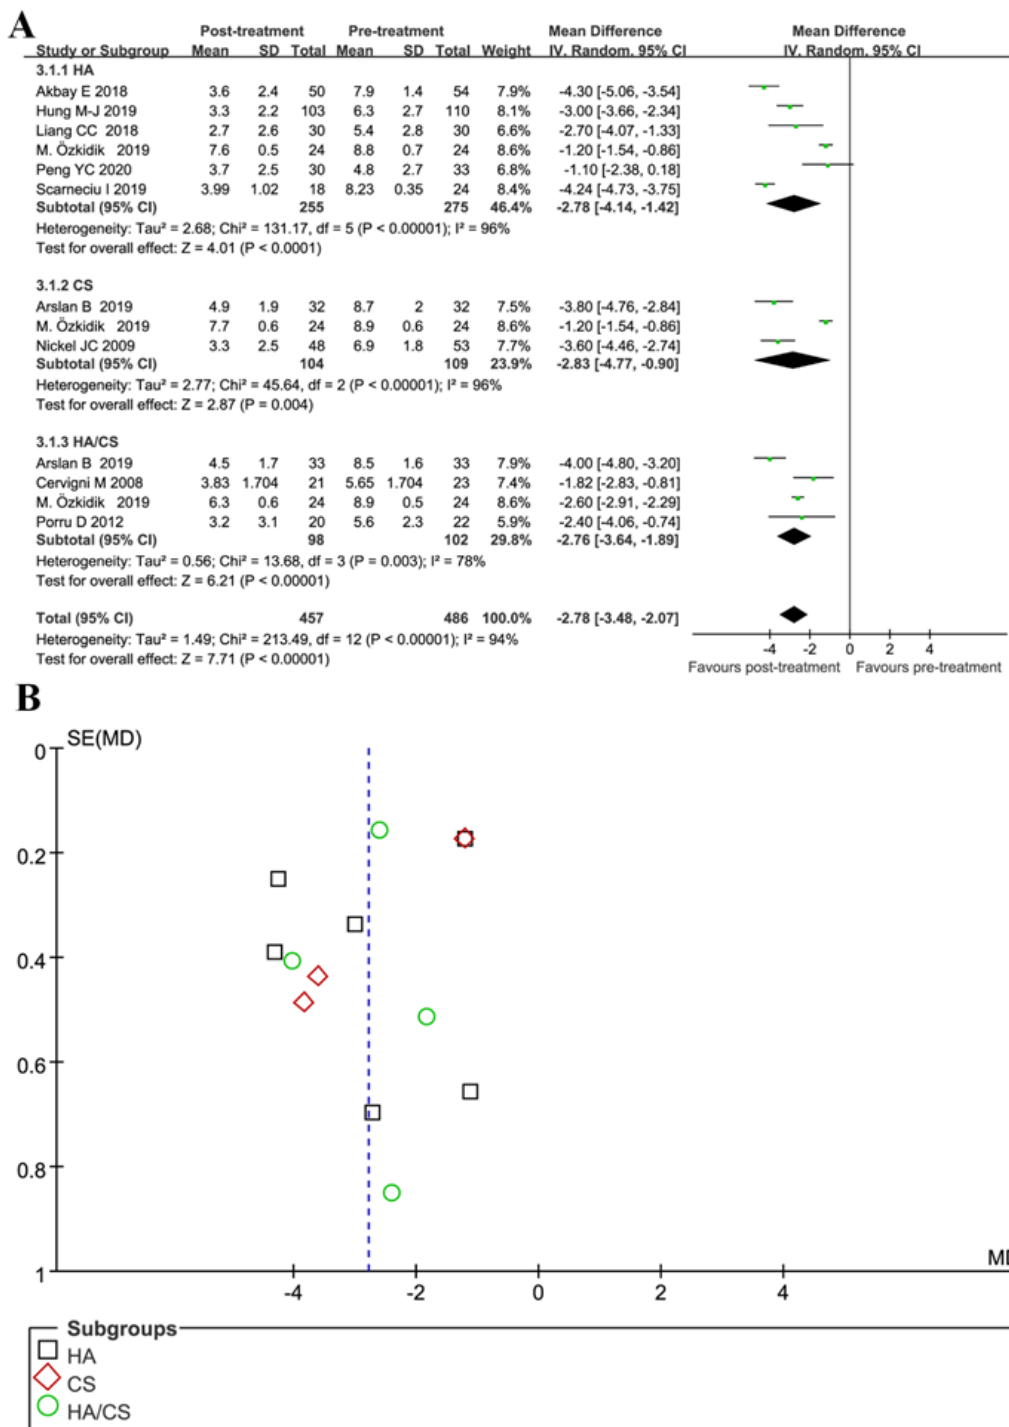 A
Post-treatment Pre-treatment Mean Difference Mean Difference
Study or Subgroup Mean SD Total Mean SD Total Weight IV, Random, 95% CI IV, Random, 95% CI
3.1.1 HA
Akbay E 2018 3.6 2.4 50 7.9 1.4 54 7.9% -4.30 [-5.06, -3.54]
Hung M-J 2019 3.3 2.2 103 6.3 2.7 110 8.1% -3.00 [-3.66, -2.34]
Liang CC 2018 2.7 2.6 30 5.4 2.8 30 6.6% -2.70 [-4.07, -1.33]
M. Özkidik 2019 7.6 0.5 24 8.8 0.7 24 8.6% -1.20 [-1.54, -0.86]
Peng YC 2020 3.7 2.5 30 4.8 2.7 33 6.8% -1.10 [-2.38, 0.18]
Scarneciu I 2019 3.99 1.02 18 8.23 0.35 24 8.4% -4.24 [-4.73, -3.75]
Subtotal (95% CI) 255 275 46.4% -2.78 [-4.14, -1.42]
Heterogeneity: Tau² = 2.68; Chi² = 131.17, df = 5 (P < 0.00001); I² = 96%
Test for overall effect: Z = 4.01 (P < 0.0001)
3.1.2 CS
Arslan B 2019 4.9 1.9 32 8.7 2 32 7.5% -3.80 [-4.76, -2.84]
M. Özkidik 2019 7.7 0.6 24 8.9 0.6 24 8.6% -1.20 [-1.54, -0.86]
Nickel JC 2009 3.3 2.5 48 6.9 1.8 53 7.7% -3.60 [-4.46, -2.74]
Subtotal (95% CI) 104 109 23.9% -2.83 [-4.77, -0.90]
Heterogeneity: Tau² = 2.77; Chi² = 45.64, df = 2 (P < 0.00001); I² = 96%
Test for overall effect: Z = 2.87 (P = 0.004)
3.1.3 HA/CS
Arslan B 2019 4.5 1.7 33 8.5 1.6 33 7.9% -4.00 [-4.80, -3.20]
Cervigni M 2008 3.83 1.704 21 5.65 1.704 23 7.4% -1.82 [-2.83, -0.81]
M. Özkidik 2019 6.3 0.6 24 8.9 0.5 24 8.6% -2.60 [-2.91, -2.29]
Porru D 2012 3.2 3.1 20 5.6 2.3 22 5.9% -2.40 [-4.06, -0.74]
Subtotal (95% CI) 98 102 29.8% -2.76 [-3.64, -1.89]
Heterogeneity: Tau² = 0.56; Chi² = 13.68, df = 3 (P = 0.003); I² = 78%
Test for overall effect: Z = 6.21 (P < 0.00001)
Total (95% CI) 457 486 100.0% -2.78 [-3.48, -2.07]
Heterogeneity: Tau² = 1.49; Chi² = 213.49, df = 12 (P < 0.00001); I² = 94%
Test for overall effect: Z = 7.71 (P < 0.00001)
-4 -2 0 2 4
Favours post-treatment Favours pre-treatment
B
SE(MD)
0
0.2
0.4
0.6
0.8
1
MD
-4 -2 0 2 4
Subgroups
HA
CS
HA/CS